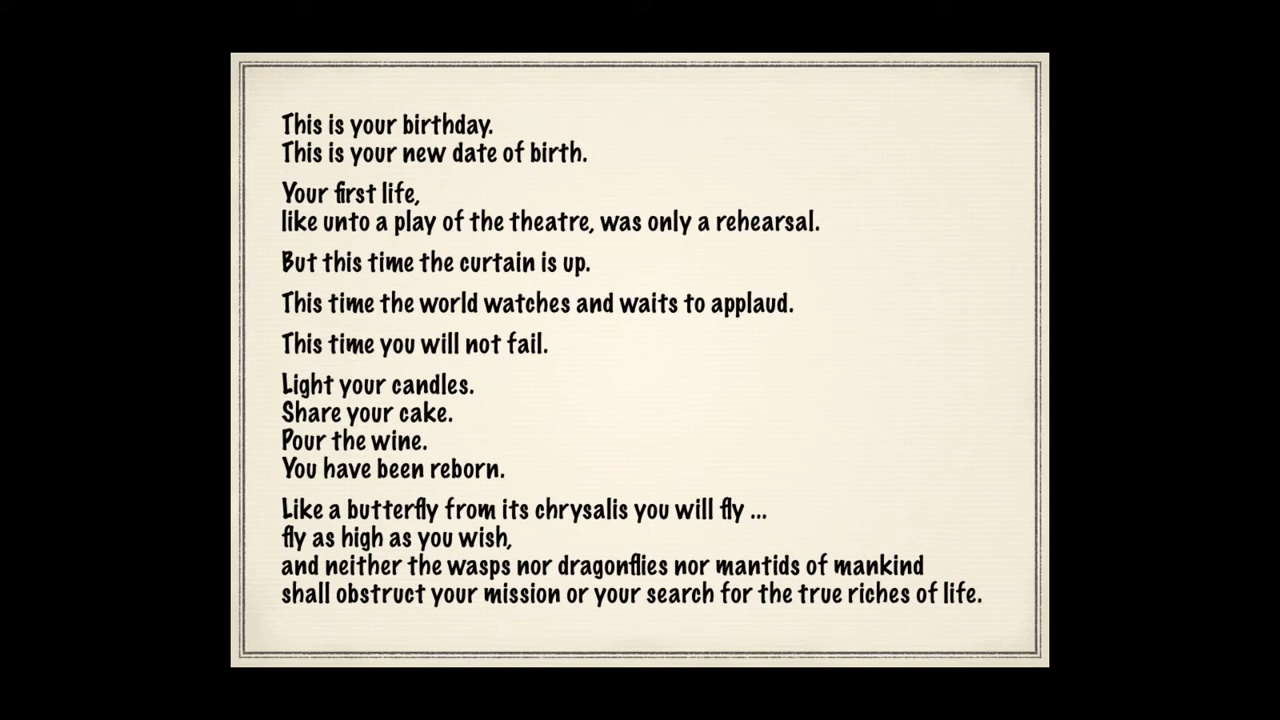 This is your birthday.
This is your new date of birth.
Your first life,
like unto a play of the theatre, was only a rehearsal.
But this time the curtain is up.
This time the world watches and waits to applaud.
This time you will not fail.
Light your candles.
Share your cake.
Pour the wine.
You have been reborn.
Like a butterfly from its chrysalis you will fly ...
fly as high as you wish,
and neither the wasps nor dragonflies nor mantids of mankind
shall obstruct your mission or your search for the true riches of life.